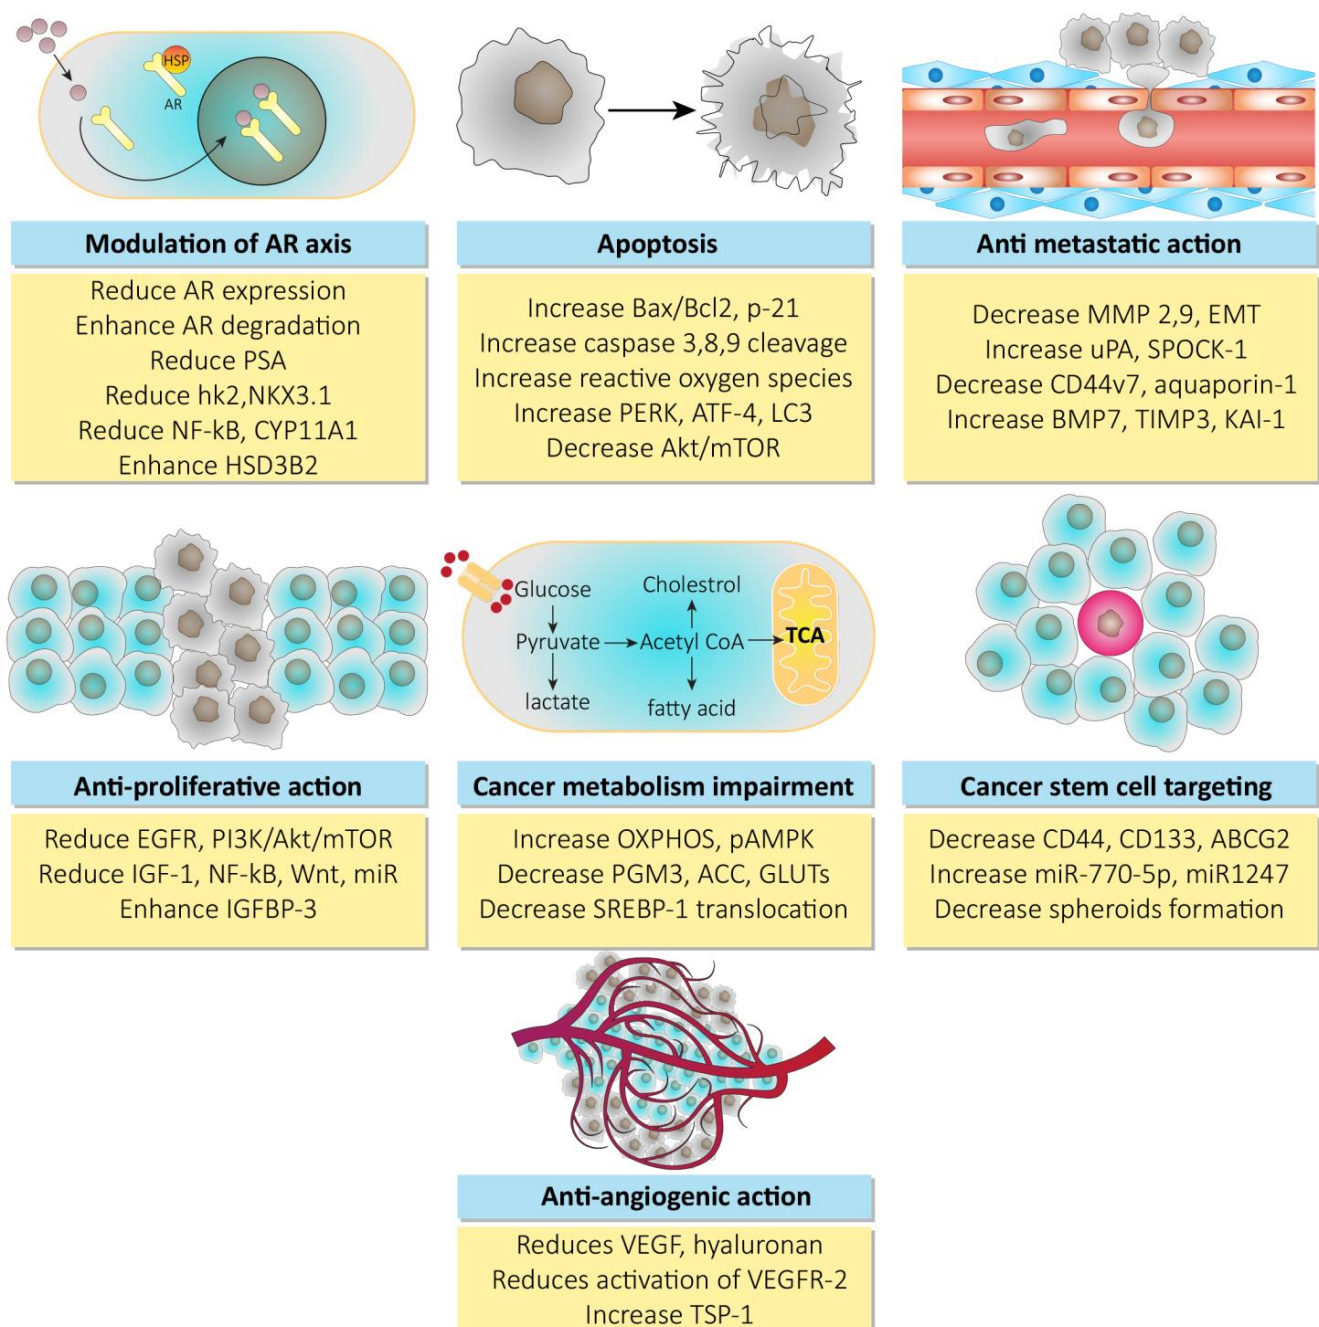 HSP
AR
Modulation of AR axis
Reduce AR expression
Enhance AR degradation
Reduce PSA
Reduce hk2,NKX3.1
Reduce NF-kB, CYP11A1
Enhance HSD3B2
Apoptosis
Increase Bax/Bcl2, p-21
Increase caspase 3,8,9 cleavage
Increase reactive oxygen species
Increase PERK, ATF-4, LC3
Decrease Akt/mTOR
Anti metastatic action
Decrease MMP 2,9, EMT
Increase uPA, SPOCK-1
Decrease CD44v7, aquaporin-1
Increase BMP7, TIMP3, KAI-1
Anti-proliferative action
Reduce EGFR, PI3K/Akt/mTOR
Reduce IGF-1, NF-kB, Wnt, miR
Enhance IGFBP-3
Glucose
Cholestrol
Pyruvate
Acetyl CoA
TCA
lactate
fatty acid
Cancer metabolism impairment
Increase OXPHOS, pAMPK
Decrease PGM3, ACC, GLUTs
Decrease SREBP-1 translocation
Cancer stem cell targeting
Decrease CD44, CD133, ABCG2
Increase miR-770-5p, miR1247
Decrease spheroids formation
Anti-angiogenic action
Reduces VEGF, hyaluronan
Reduces activation of VEGFR-2
Increase TSP-1